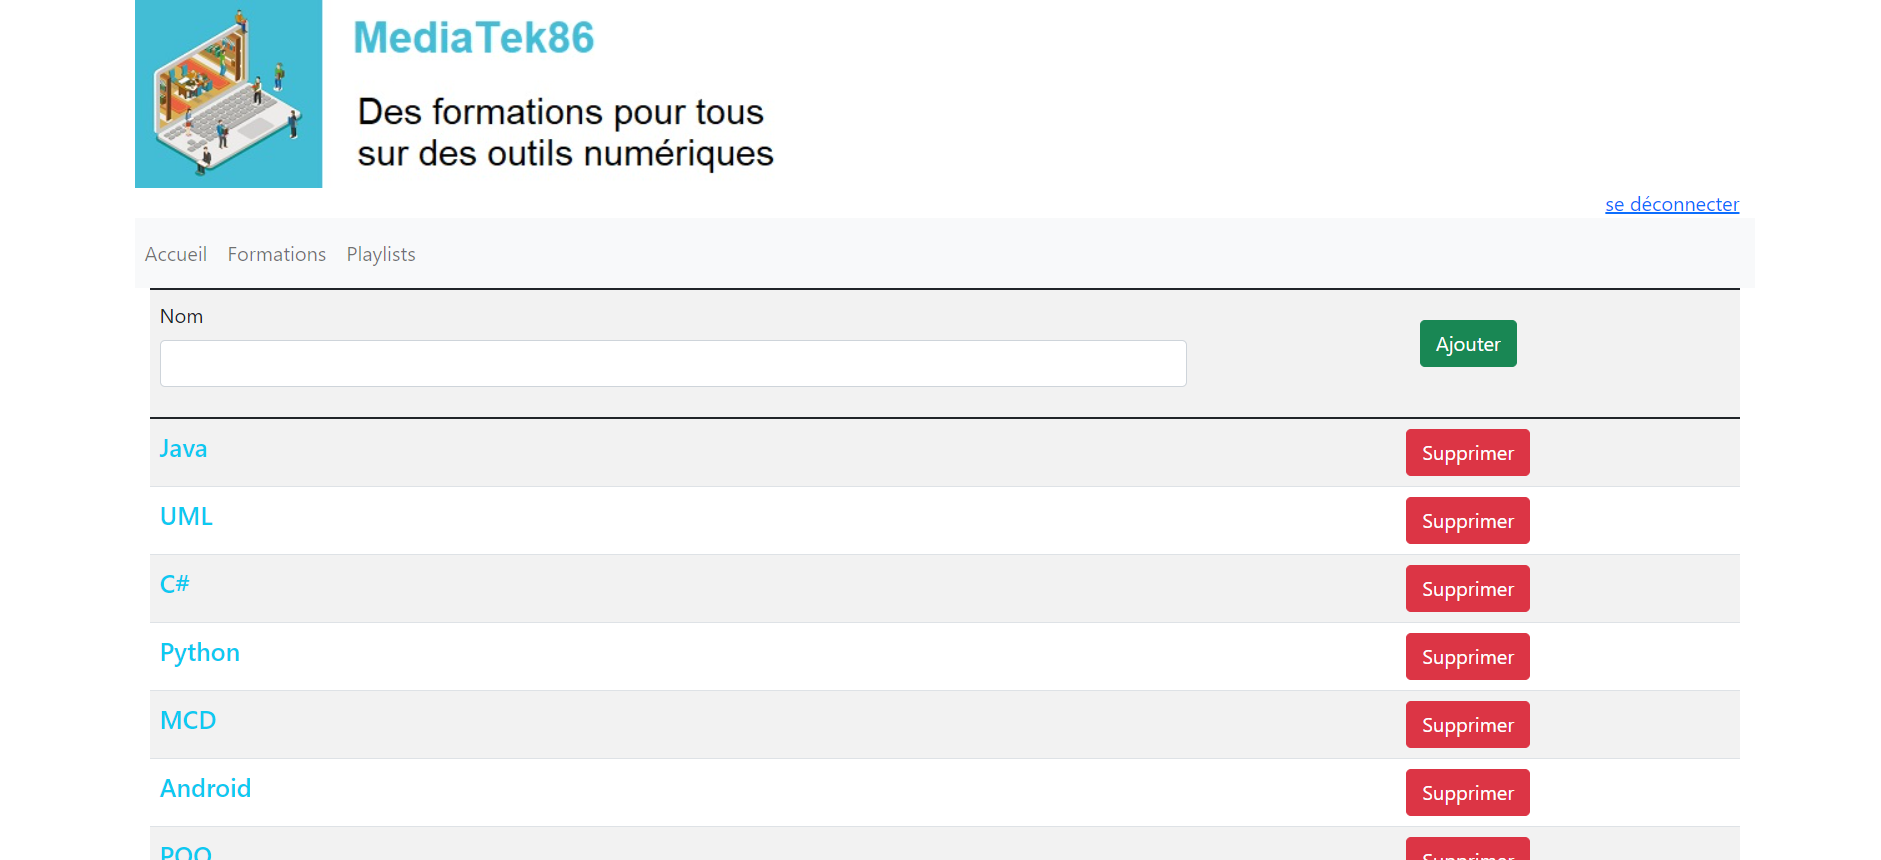 MediaTek86
Des formations pour tous
sur des outils numériques
se déconnecter
Accueil Formations Playlists
Nom
Ajouter
Java Supprimer
UML Supprimer
C# Supprimer
Python Supprimer
MCD Supprimer
Android Supprimer
POO Supprimer